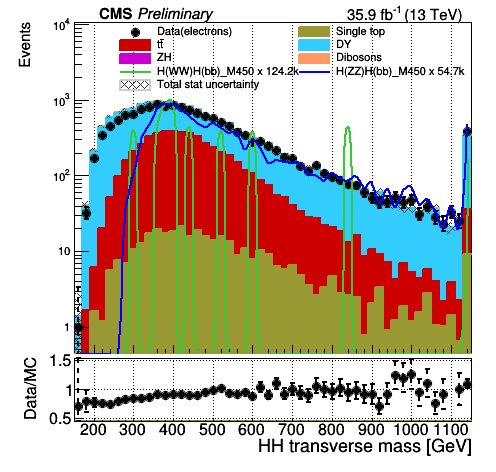 CMS Preliminary 35.9 fb⁻¹ (13 TeV)
Events
Data(electrons) Single top
tt̄ DY
ZH Dibosons
H(WW)H(bb)_M450 x 124.2k H(ZZ)H(bb)_M450 x 54.7k
Total stat uncertainty
10⁴
10³
10²
10
1
Data/MC
1.5
1
0.5
200 300 400 500 600 700 800 900 1000 1100
HH transverse mass [GeV]